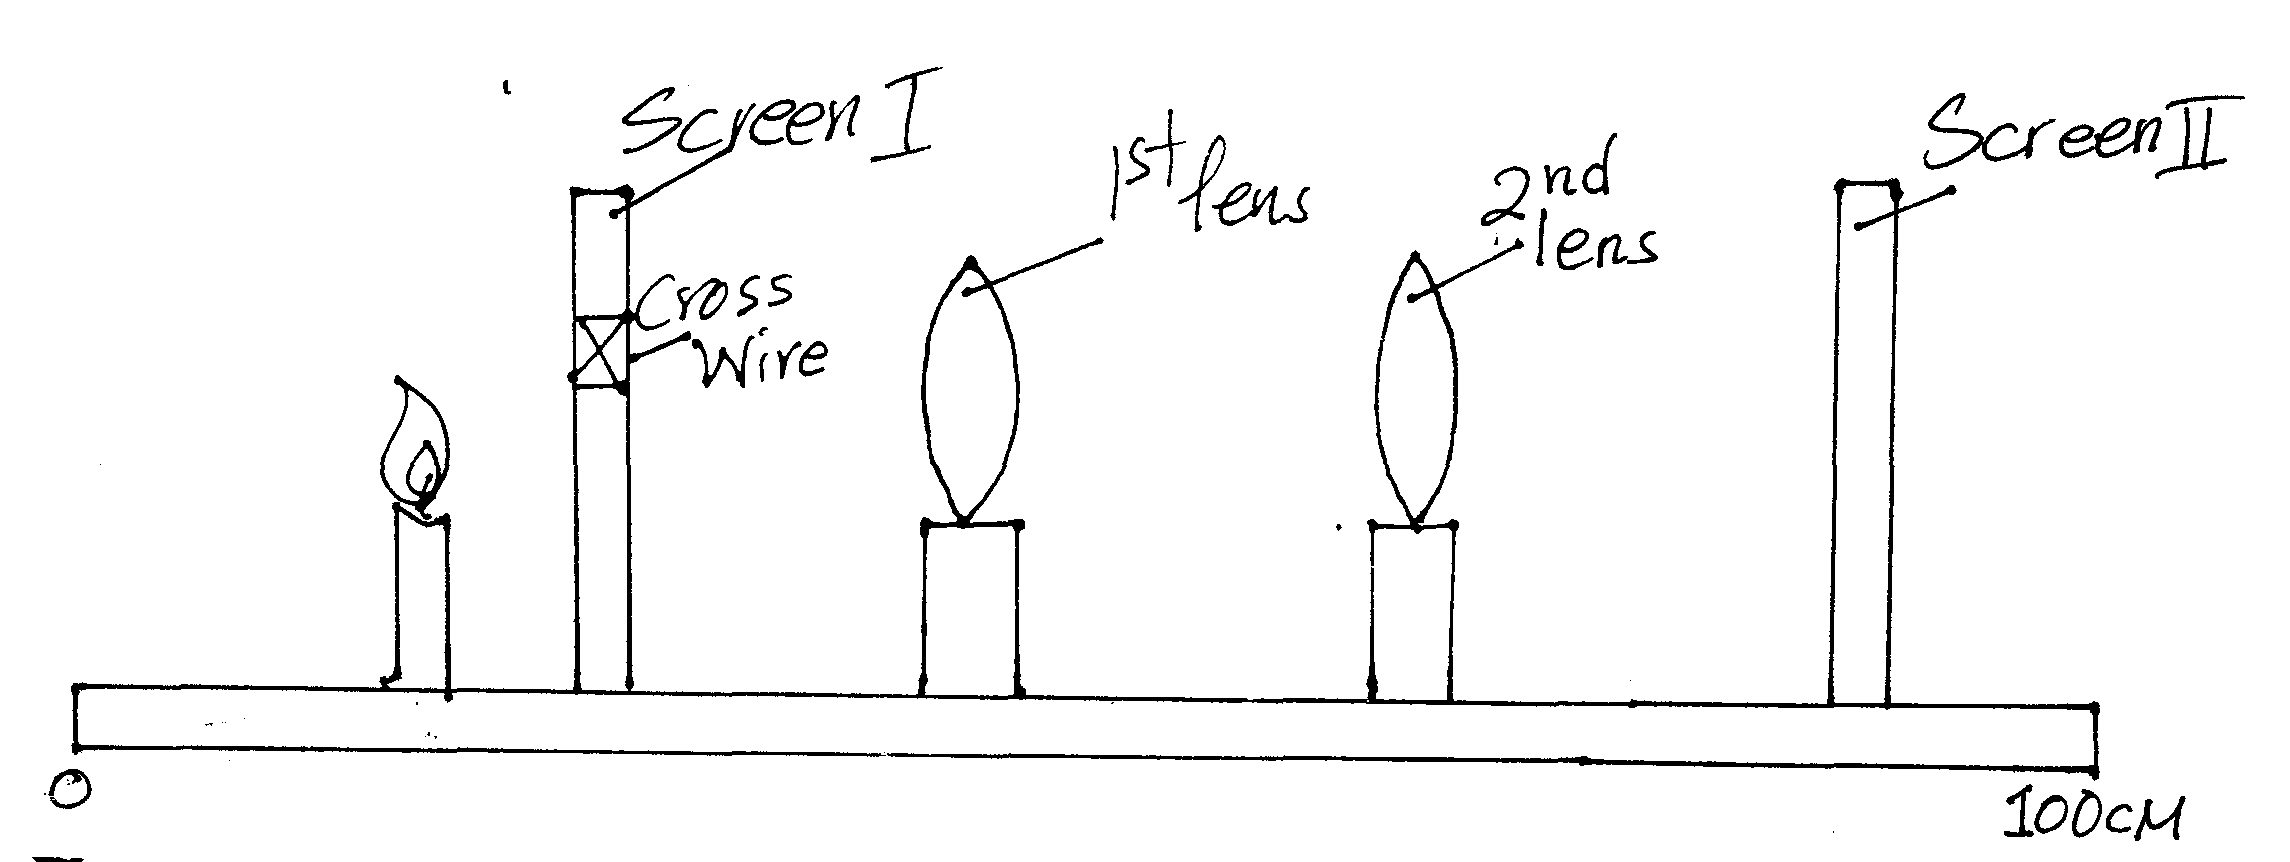 Screen I
1st lens
2nd
lens
Screen II
Cross
Wire
0
100cM